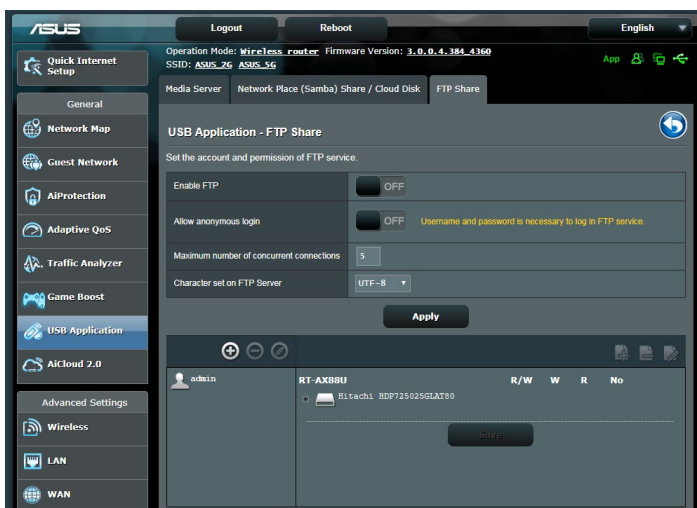 ASUS
Logout
Reboot
English
Quick Internet
Setup
Operation Mode: Wireless router Firmware Version: 3.0.0.4.384_4360
SSID: ASUS_2G ASUS_5G
App
Media Server
Network Place (Samba) Share / Cloud Disk
FTP Share
General
Network Map
Guest Network
AiProtection
Adaptive QoS
Traffic Analyzer
Game Boost
USB Application
AiCloud 2.0
Advanced Settings
Wireless
LAN
WAN
USB Application - FTP Share
Set the account and permission of FTP service.
Enable FTP
OFF
Allow anonymous login
OFF
Username and password is necessary to log in FTP service.
Maximum number of concurrent connections
5
Character set on FTP Server
UTF-8
Apply
admin
RT-AX88U
R/W W R No
Hitachi HDP725025GLAT80
Save